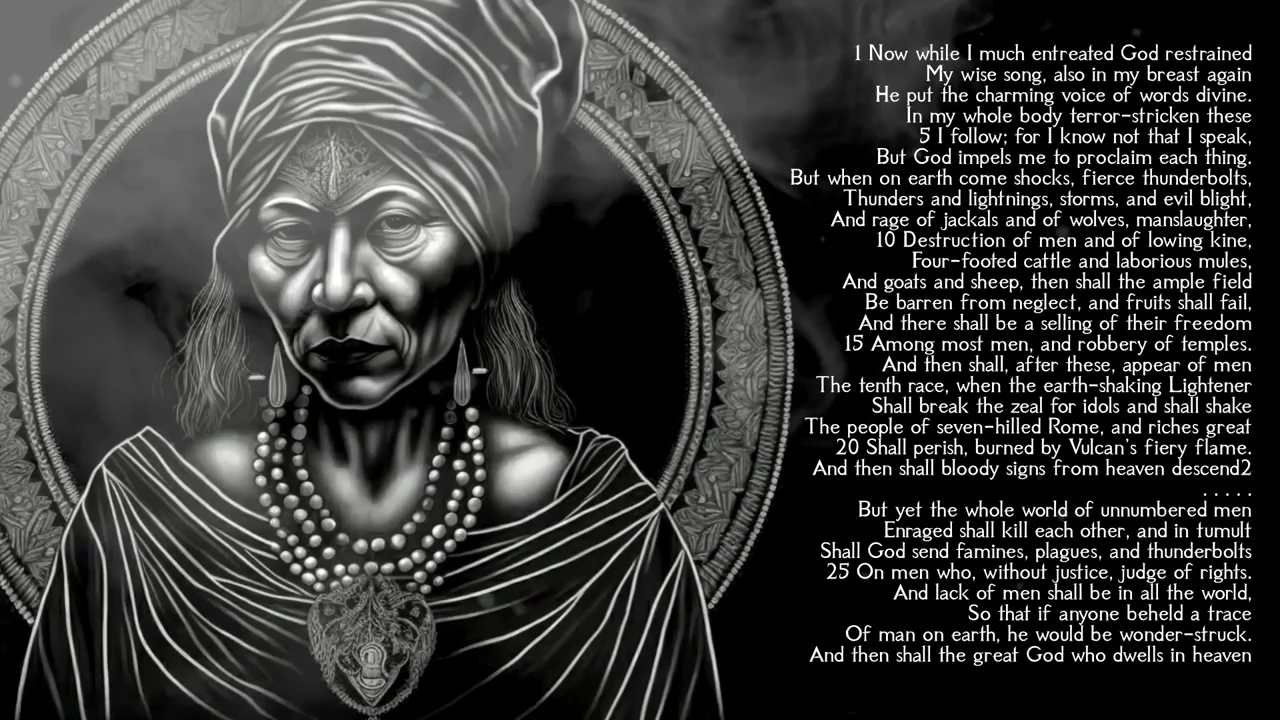 1 Now while I much entreated God restrained
My wise song, also in my breast again
He put the charming voice of words divine.
In my whole body terror-stricken these
5 I follow; for I know not that I speak,
But God impels me to proclaim each thing.
But when on earth come shocks, fierce thunderbolts,
Thunders and lightnings, storms, and evil blight,
And rage of jackals and of wolves, manslaughter,
10 Destruction of men and of lowing kine,
Four-footed cattle and laborious mules,
And goats and sheep, then shall the ample field
Be barren from neglect, and fruits shall fail,
And there shall be a selling of their freedom
15 Among most men, and robbery of temples.
And then shall, after these, appear of men
The tenth race, when the earth-shaking Lightener
Shall break the zeal for idols and shall shake
The people of seven-hilled Rome, and riches great
20 Shall perish, burned by Vulcan's fiery flame.
And then shall bloody signs from heaven descend2
. . . . .
But yet the whole world of unnumbered men
Enraged shall kill each other, and in tumult
Shall God send famines, plagues, and thunderbolts
25 On men who, without justice, judge of rights.
And lack of men shall be in all the world,
So that if anyone beheld a trace
Of man on earth, he would be wonder-struck.
And then shall the great God who dwells in heaven